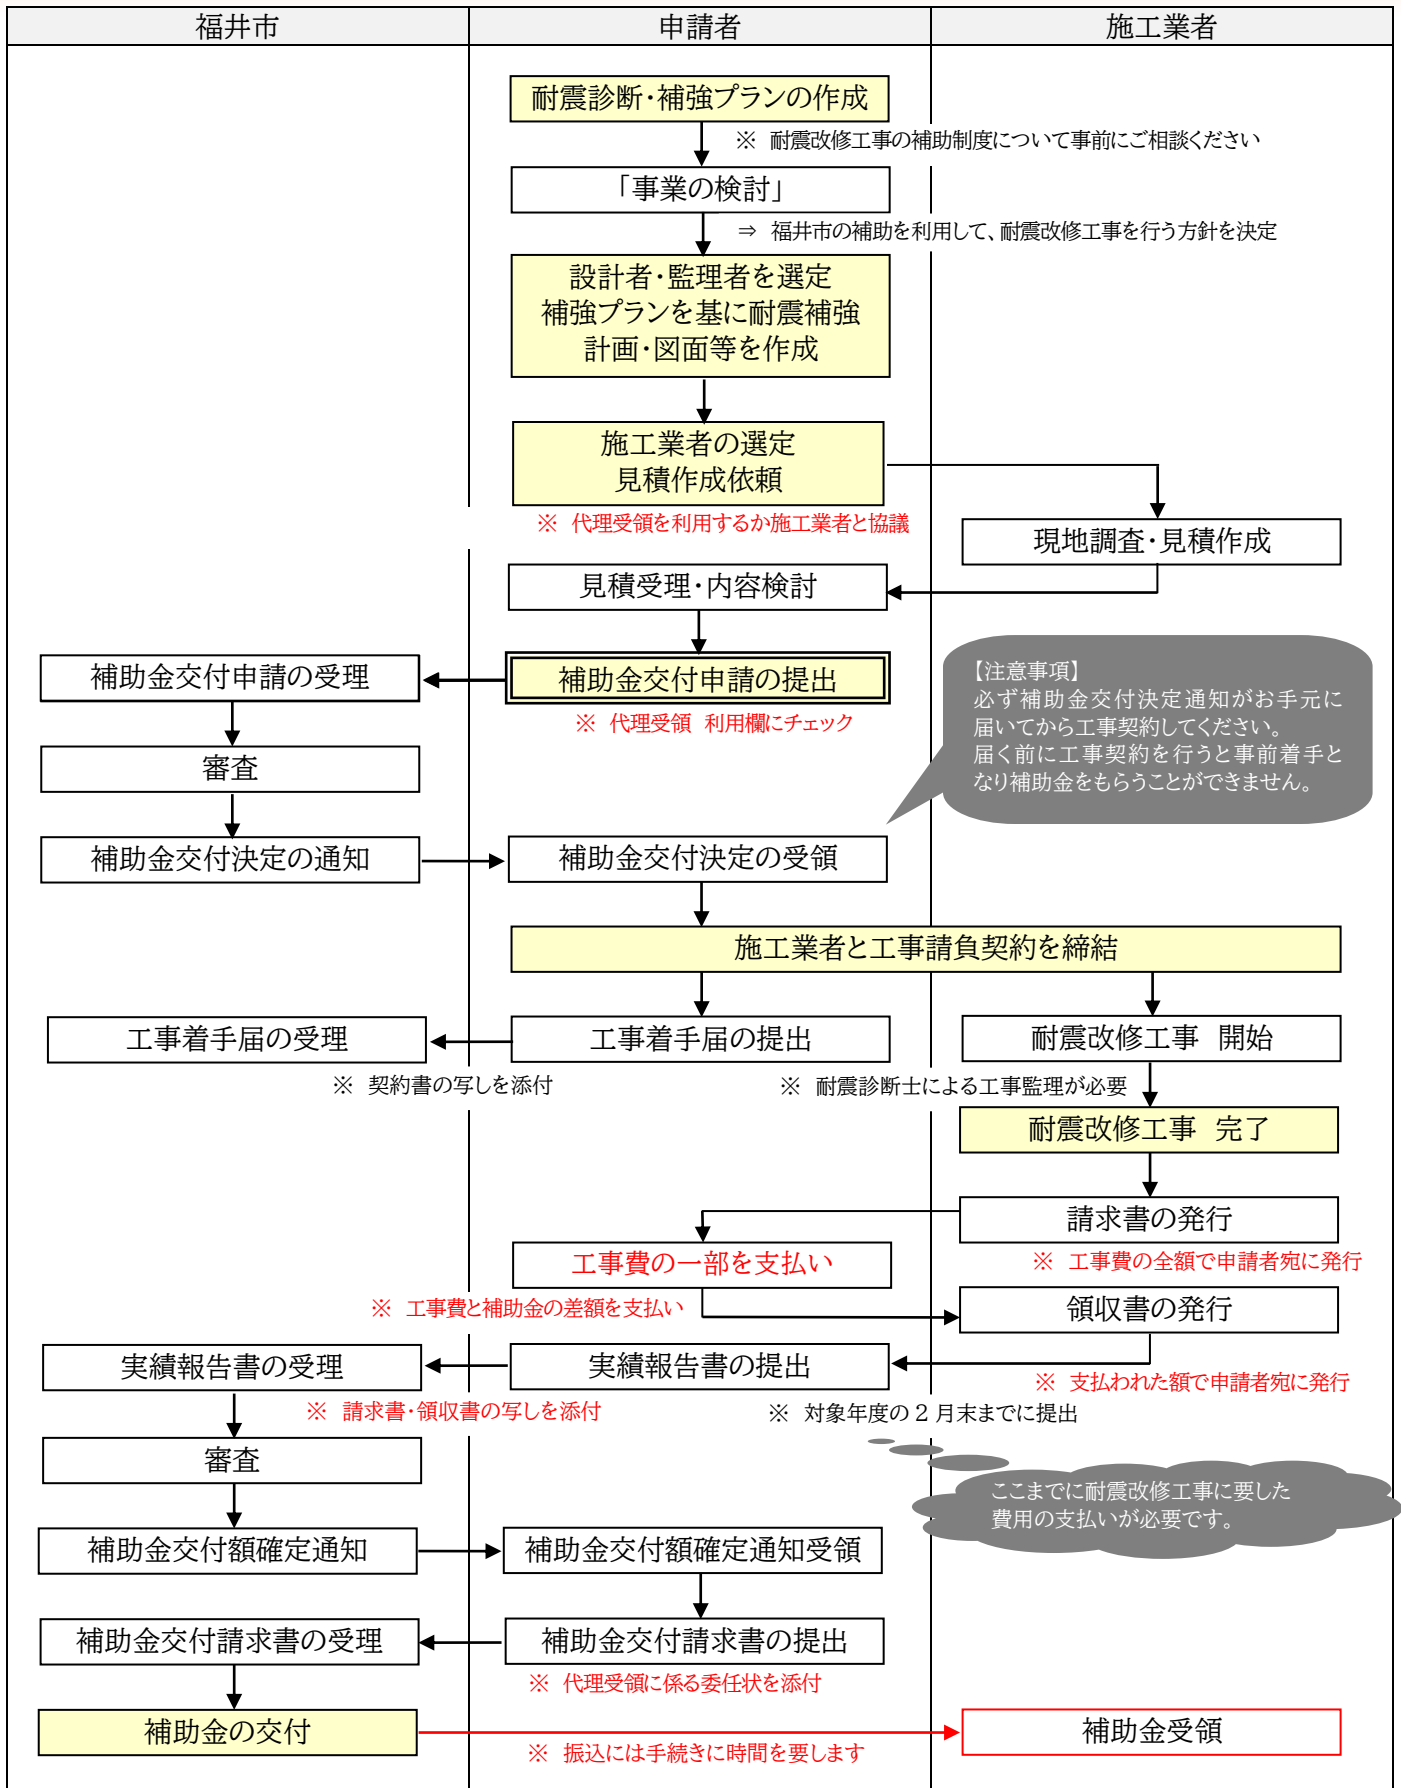 福井市
申請者
施工業者
耐震診断・補強プランの作成
※ 耐震改修工事の補助制度について事前にご相談ください
「事業の検討」
⇒ 福井市の補助を利用して、耐震改修工事を行う方針を決定
設計者・監理者を選定
補強プランを基に耐震補強
計画・図面等を作成
施工業者の選定
見積作成依頼
※ 代理受領を利用するか施工業者と協議
現地調査・見積作成
見積受理・内容検討
補助金交付申請の受理
補助金交付申請の提出
※ 代理受領 利用欄にチェック
【注意事項】
必ず補助金交付決定通知がお手元に
届いてから工事契約してください。
届く前に工事契約を行うと事前着手と
なり補助金をもらうことができません。
審査
補助金交付決定の通知
補助金交付決定の受領
施工業者と工事請負契約を締結
工事着手届の受理
工事着手届の提出
耐震改修工事 開始
※ 契約書の写しを添付
※ 耐震診断士による工事監理が必要
耐震改修工事 完了
請求書の発行
※ 工事費の全額で申請者宛に発行
工事費の一部を支払い
※ 工事費と補助金の差額を支払い
領収書の発行
実績報告書の受理
実績報告書の提出
※ 支払われた額で申請者宛に発行
※ 請求書・領収書の写しを添付
※ 対象年度の2月末までに提出
審査
ここまでに耐震改修工事に要した
費用の支払いが必要です。
補助金交付額確定通知
補助金交付額確定通知受領
補助金交付請求書の受理
補助金交付請求書の提出
※ 代理受領に係る委任状を添付
補助金の交付
補助金受領
※ 振込には手続きに時間を要します